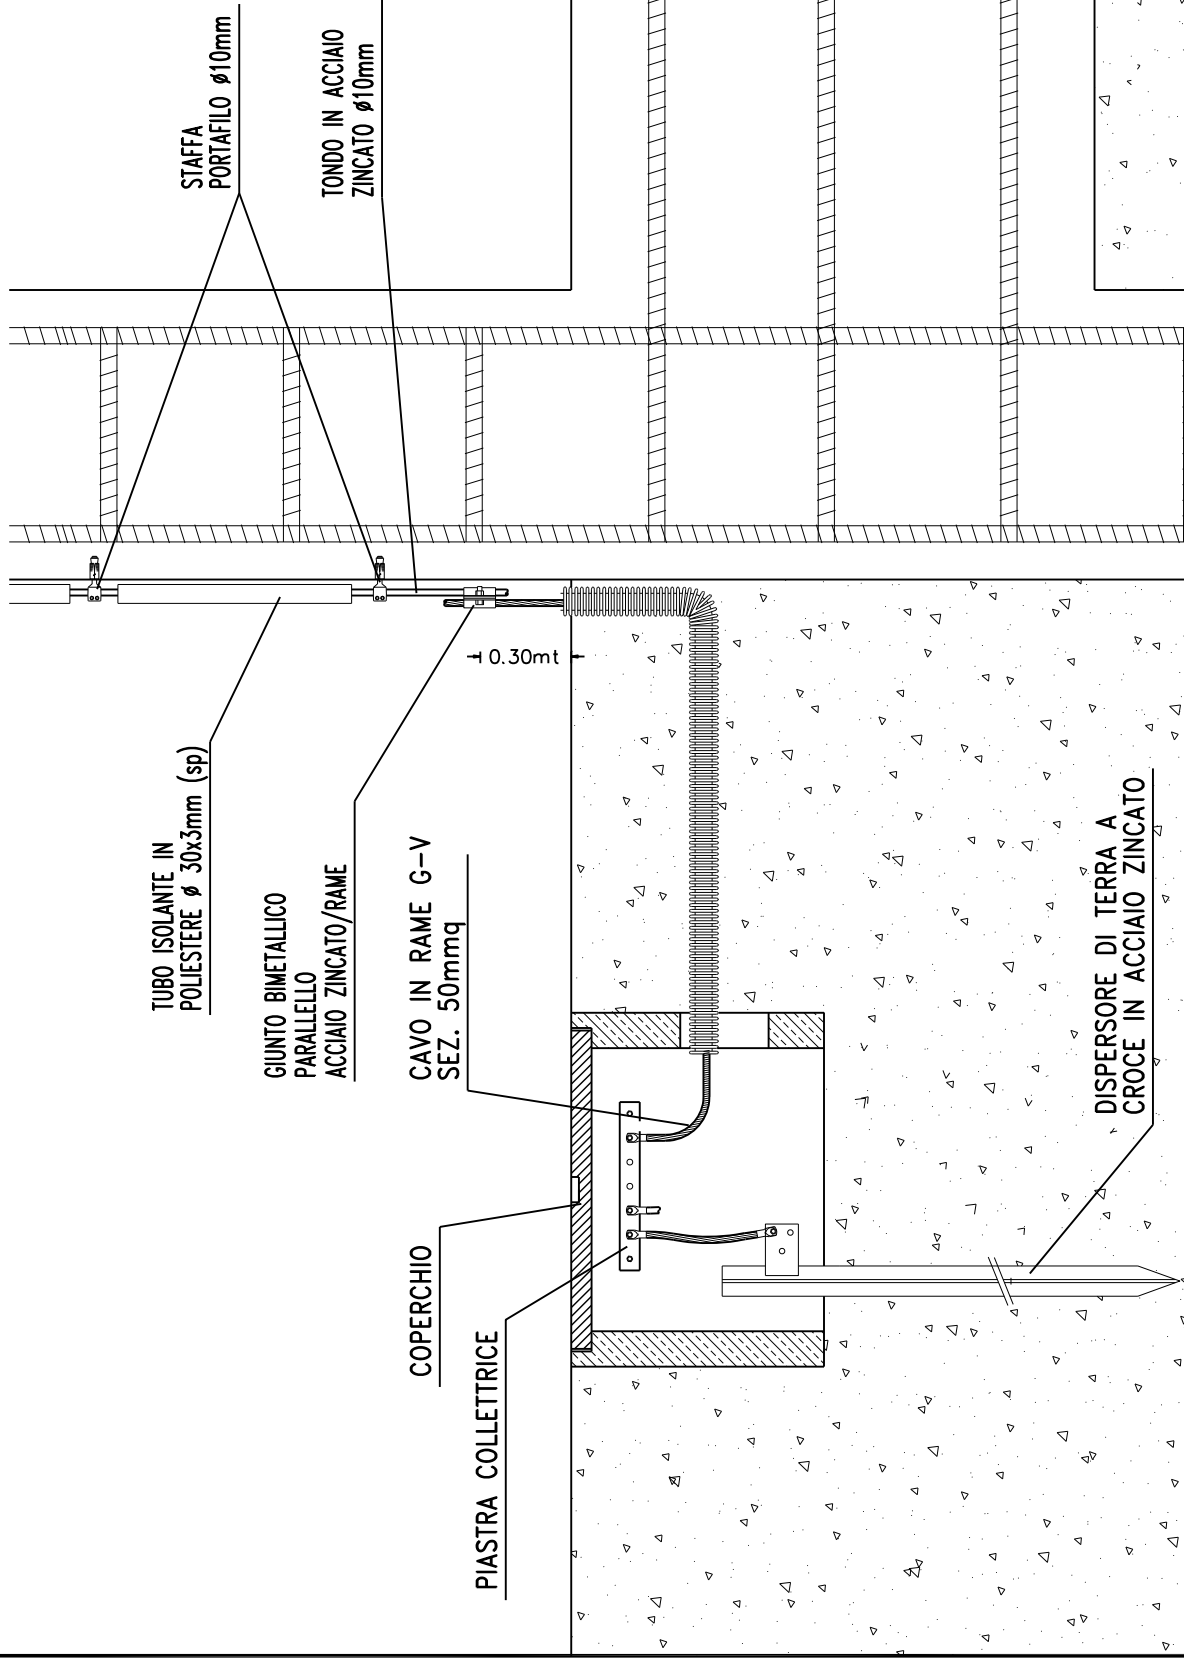 STAFFA
PORTAFILO ø10mm
TONDO IN ACCIAIO
ZINCATO ø10mm
TUBO ISOLANTE IN
POLIESTERE ø 30x3mm (sp)
GIUNTO BIMETALLICO
PARALLELLO
ACCIAIO ZINCATO/RAME
0.30mt
CAVO IN RAME G-V
SEZ. 50mmq
COPERCHIO
PIASTRA COLLETTRICE
DISPERSORE DI TERRA A
CROCE IN ACCIAIO ZINCATO